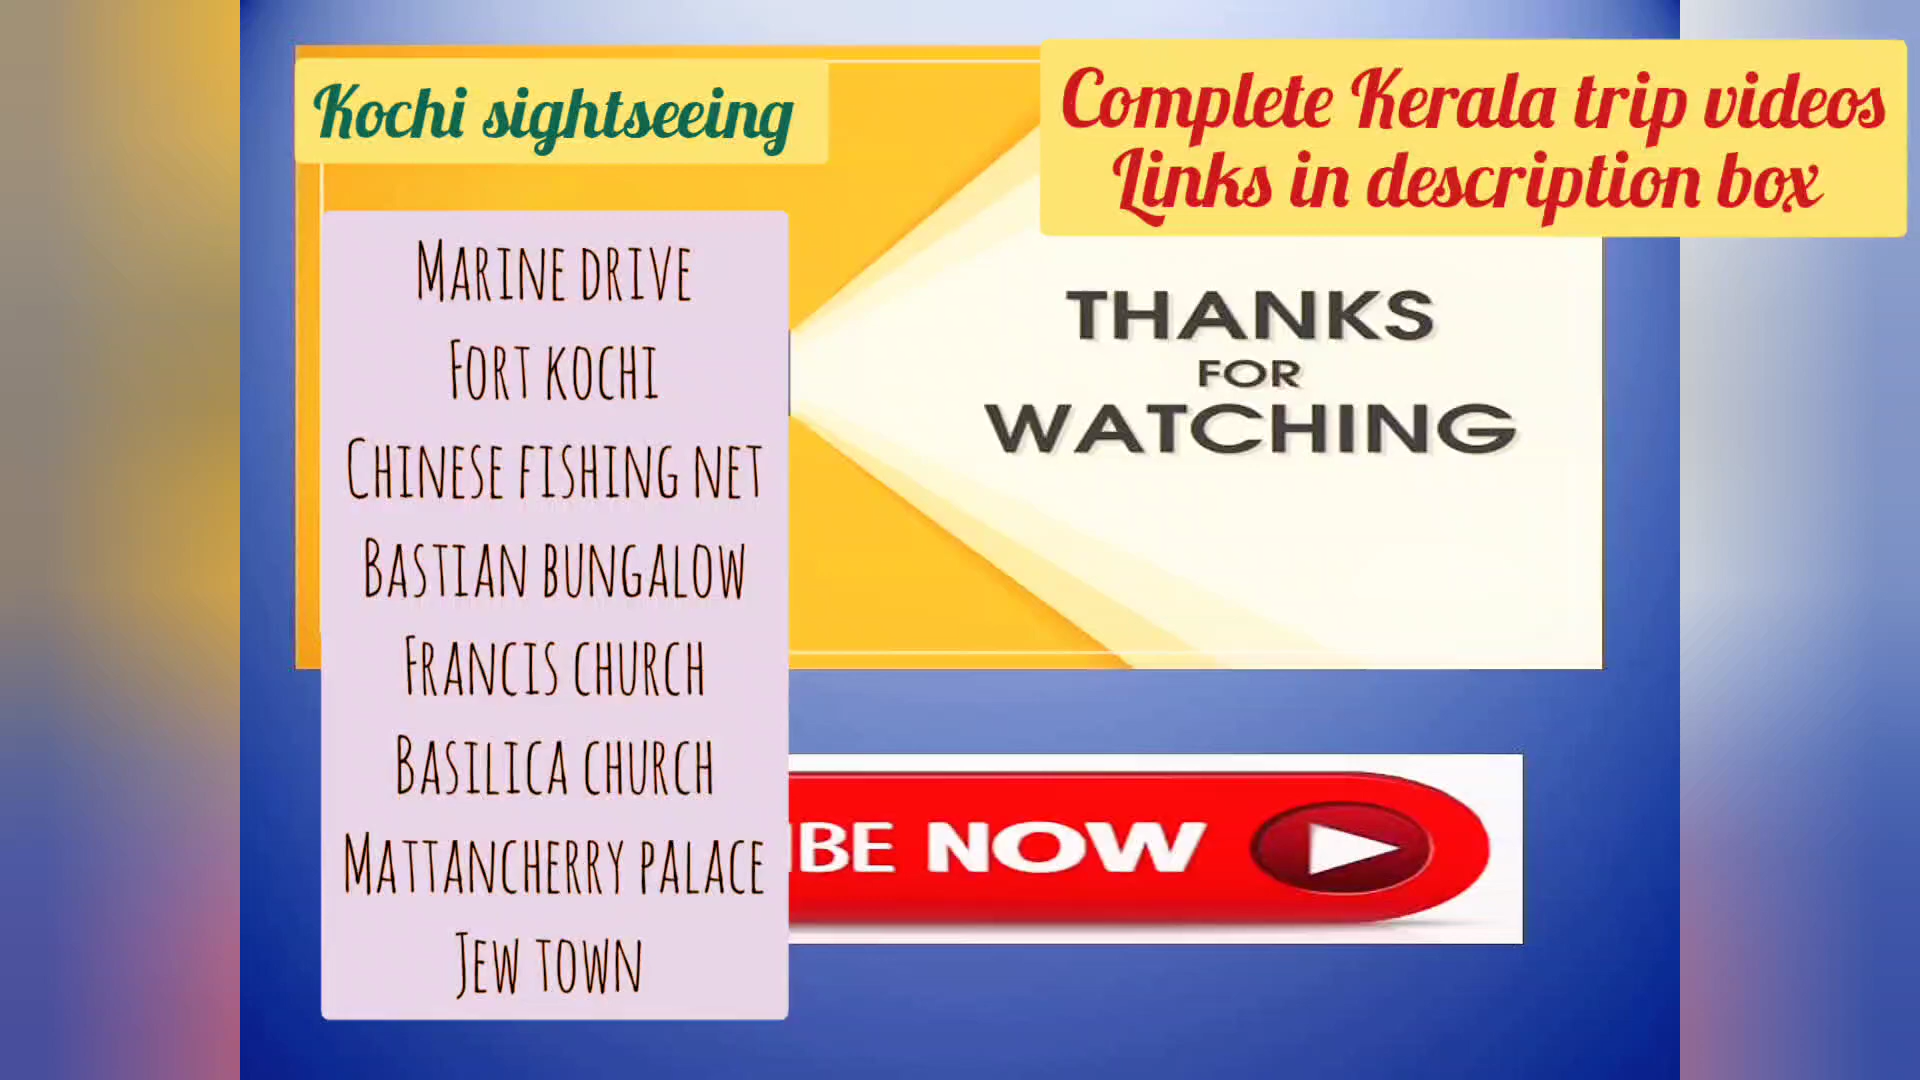 Kochi sightseeing
Complete Kerala trip videos
Links in description box
MARINE DRIVE
FORT KOCHI
CHINESE FISHING NET
BASTIAN BUNGALOW
FRANCIS CHURCH
BASILICA CHURCH
MATTANCHERRY PALACE
JEW TOWN
THANKS
FOR
WATCHING
IBE NOW